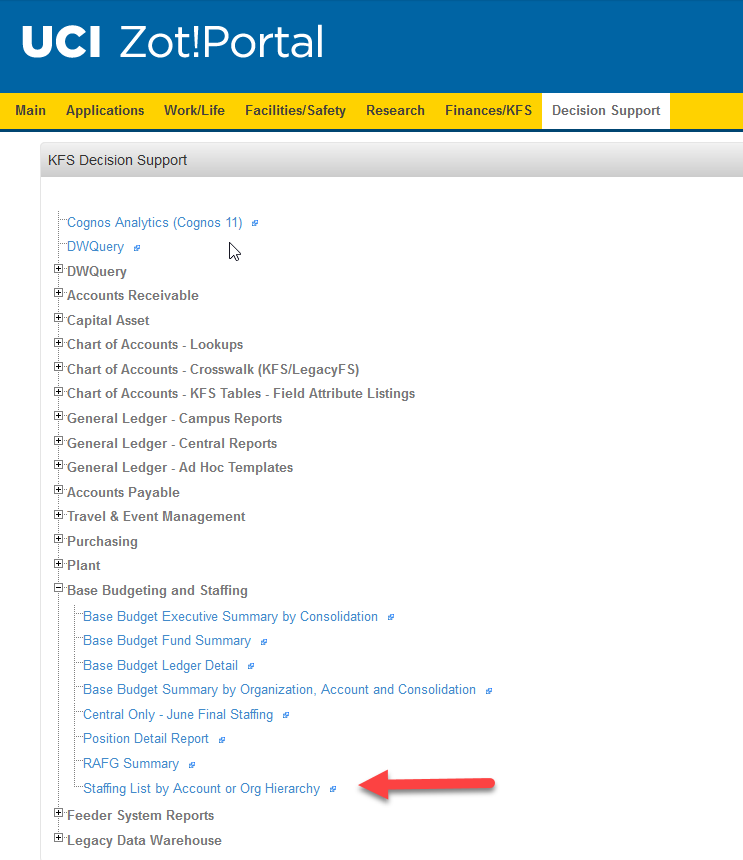 UCI Zot!Portal
Main Applications Work/Life Facilities/Safety Research Finances/KFS Decision Support
KFS Decision Support
Cognos Analytics (Cognos 11)
DWQuery
DWQuery
Accounts Receivable
Capital Asset
Chart of Accounts - Lookups
Chart of Accounts - Crosswalk (KFS/LegacyFS)
Chart of Accounts - KFS Tables - Field Attribute Listings
General Ledger - Campus Reports
General Ledger - Central Reports
General Ledger - Ad Hoc Templates
Accounts Payable
Travel & Event Management
Purchasing
Plant
Base Budgeting and Staffing
Base Budget Executive Summary by Consolidation
Base Budget Fund Summary
Base Budget Ledger Detail
Base Budget Summary by Organization, Account and Consolidation
Central Only - June Final Staffing
Position Detail Report
RAFG Summary
Staffing List by Account or Org Hierarchy
Feeder System Reports
Legacy Data Warehouse